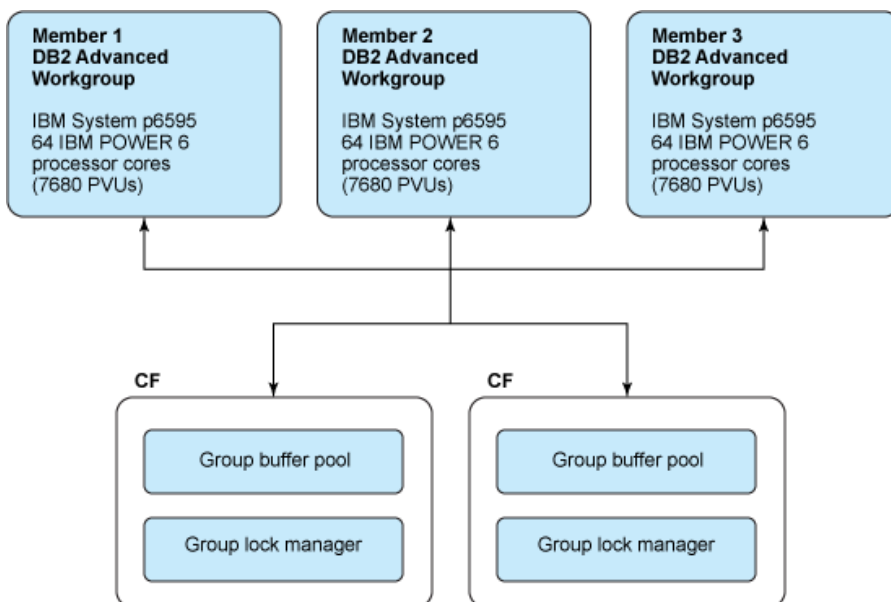 Member 1
DB2 Advanced
Workgroup
IBM System p6595
64 IBM POWER 6
processor cores
(7680 PVUs)
Member 2
DB2 Advanced
Workgroup
IBM System p6595
64 IBM POWER 6
processor cores
(7680 PVUs)
Member 3
DB2 Advanced
Workgroup
IBM System p6595
64 IBM POWER 6
processor cores
(7680 PVUs)
CF
Group buffer pool
Group lock manager
CF
Group buffer pool
Group lock manager